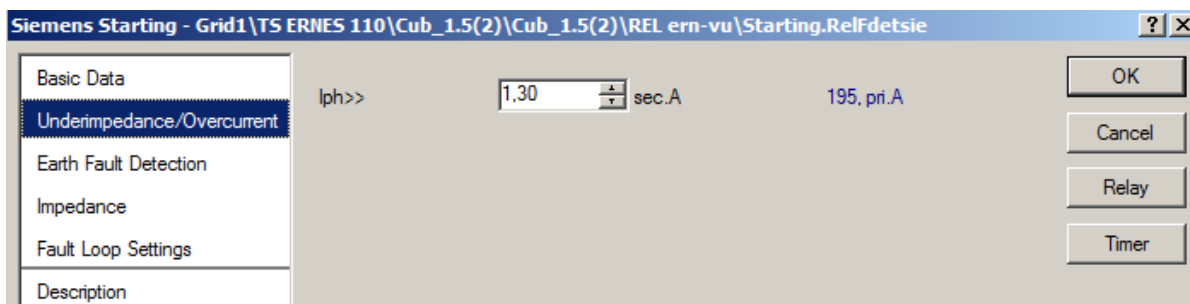 Siemens Starting - Grid1\TS ERNES 110\Cub_1.5(2)\Cub_1.5(2)\REL ern-vu\Starting.RelFdetsie ? X
Basic Data
Underimpedance/Overcurrent
Earth Fault Detection
Impedance
Fault Loop Settings
Description
Iph>> 1,30 sec.A 195, pri.A
OK
Cancel
Relay
Timer